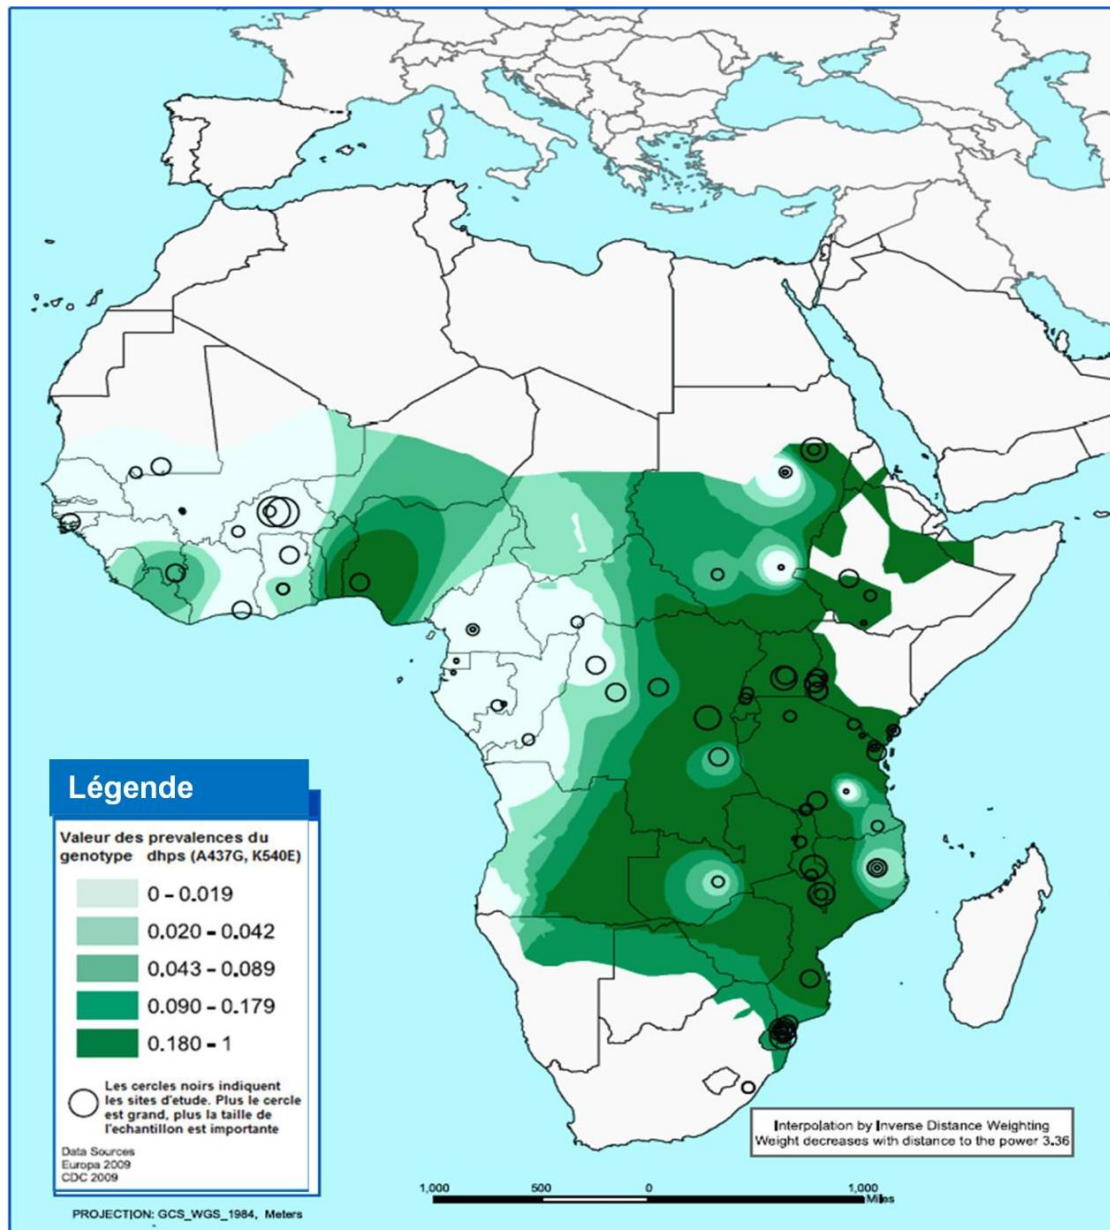 Légende
Valeur des prevalences du
genotype dhps (A437G, K540E)
0 – 0.019
0.020 – 0.042
0.043 – 0.089
0.090 – 0.179
0.180 – 1
Les cercles noirs indiquent
les sites d'etude. Plus le cercle
est grand, plus la taille de
l'echantillon est importante
Data Sources
Europa 2009
CDC 2009
PROJECTION: GCS_WGS_1984, Meters
Interpolation by Inverse Distance Weighting
Weight decreases with distance to the power 3.36
1,000 500 0 1,000
Miles